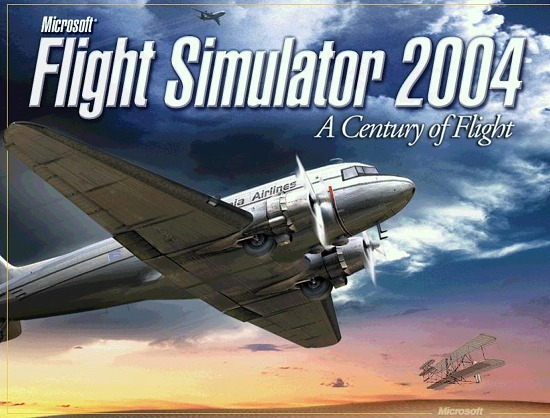 Microsoft®
Flight Simulator 2004
A Century of Flight
Airlines
Microsoft